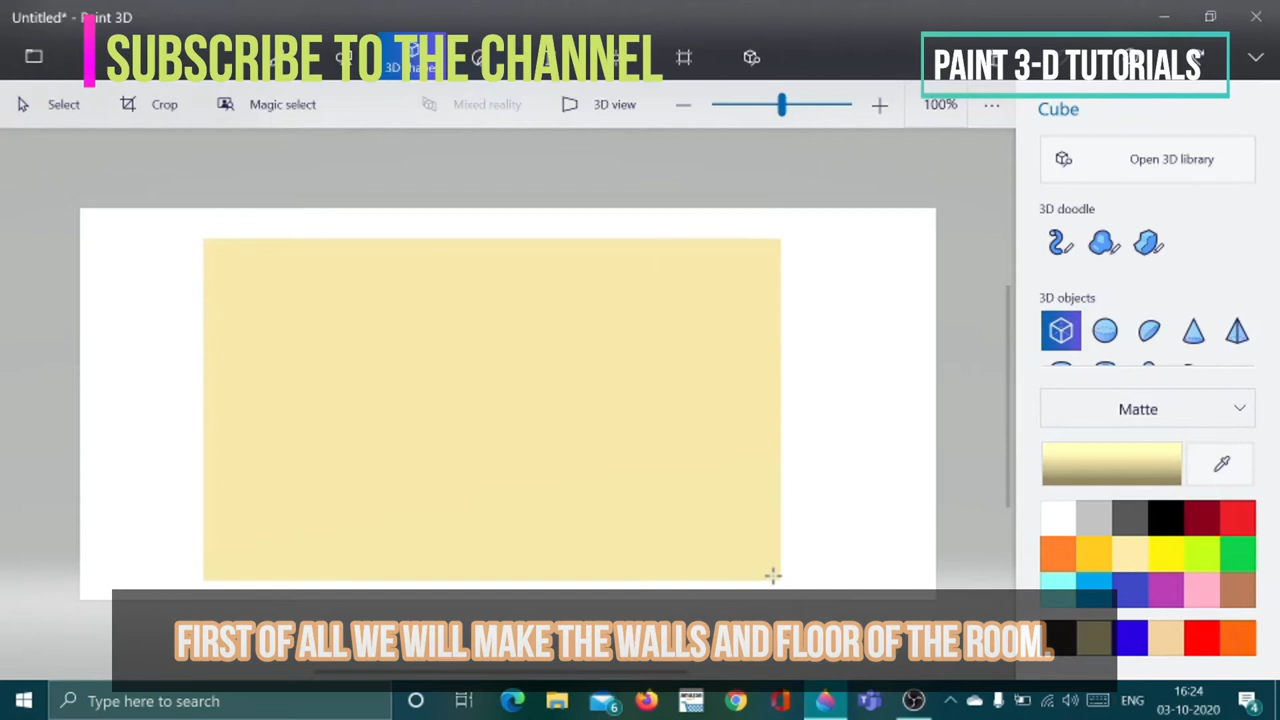 Untitled* - Paint 3D
SUBSCRIBE TO THE CHANNEL
PAINT 3-D TUTORIALS
Select
Crop
Magic select
Mixed reality
3D view
100%
Cube
Open 3D library
3D doodle
3D objects
Matte
FIRST OF ALL WE WILL MAKE THE WALLS AND FLOOR OF THE ROOM.
Type here to search
6
ENG
16:24
03-10-2020
4